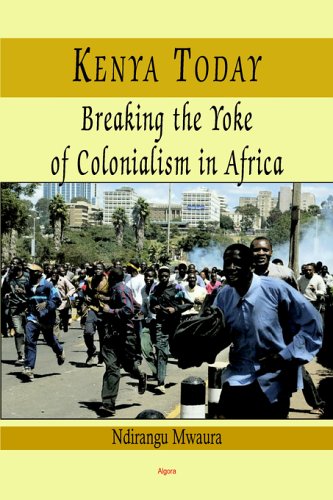 KENYA TODAY
Breaking the Yoke
of Colonialism in Africa
Ndirangu Mwaura
Algora